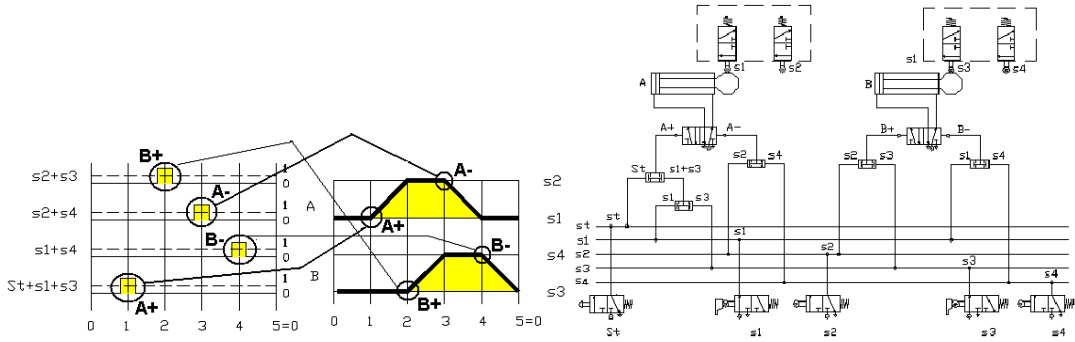 s2+s3
B+
1
0
s2+s4
A-
1
0
s1+s4
B-
1
0
St+s1+s3
A+
1
0
0 1 2 3 4 5=0
A
B
A-
A+
B-
B+
s2
s1
s4
s3
0 1 2 3 4 5=0
s1 s2
s1 s3 s4
A
B
A+ A-
B+ B-
St s1+s3
s2 s4
s2 s3
s1 s4
s1 s3
st st
s1 s1
s2 s2
s3 s3
s4 s4
St s1 s2 s3 s4